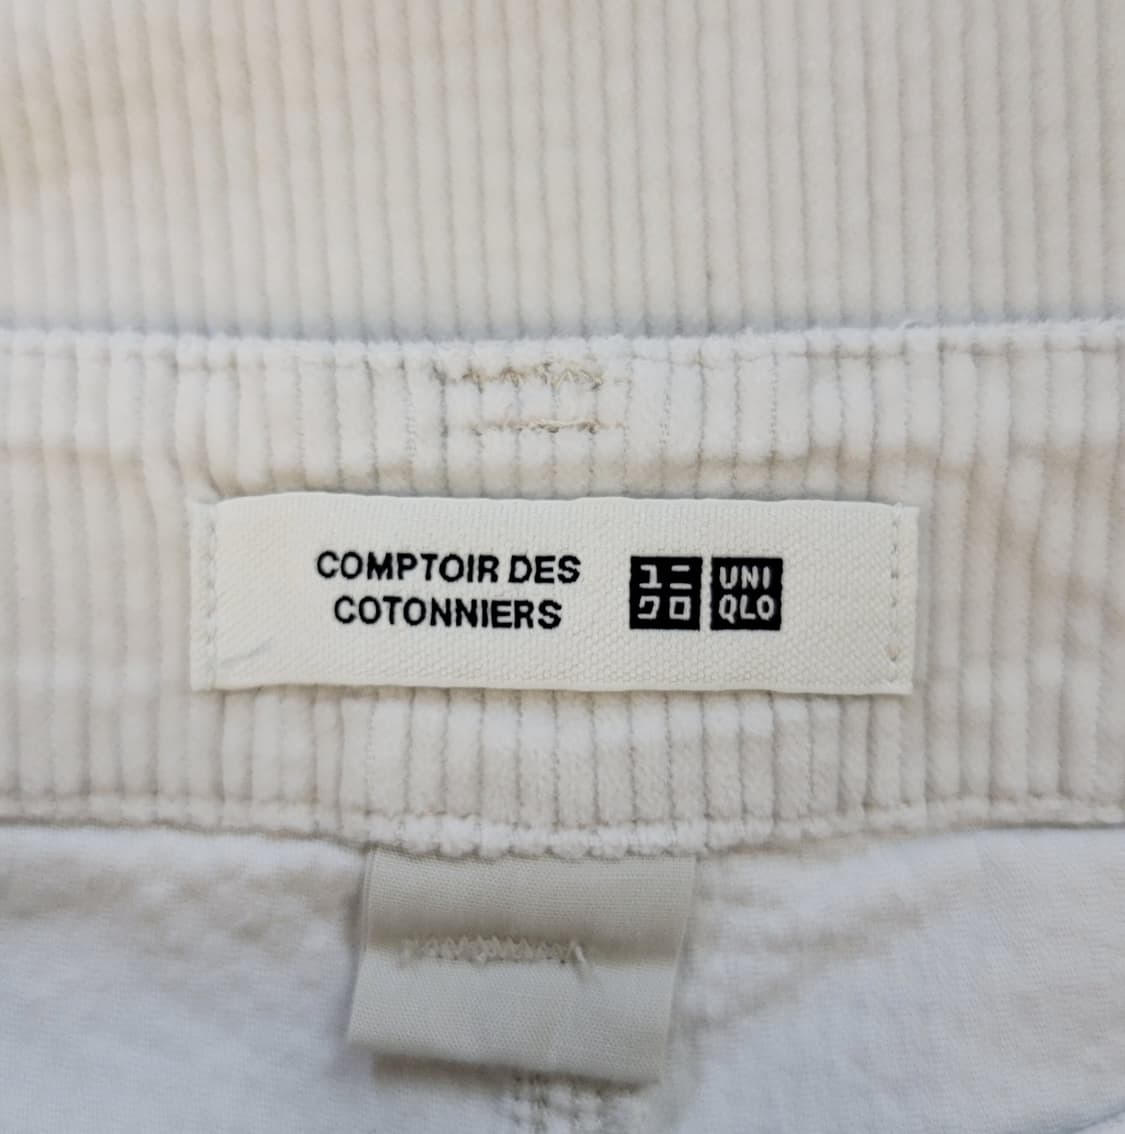 COMPTOIR DES
COTONNIERS
ユニ
クロ
UNI
QLO